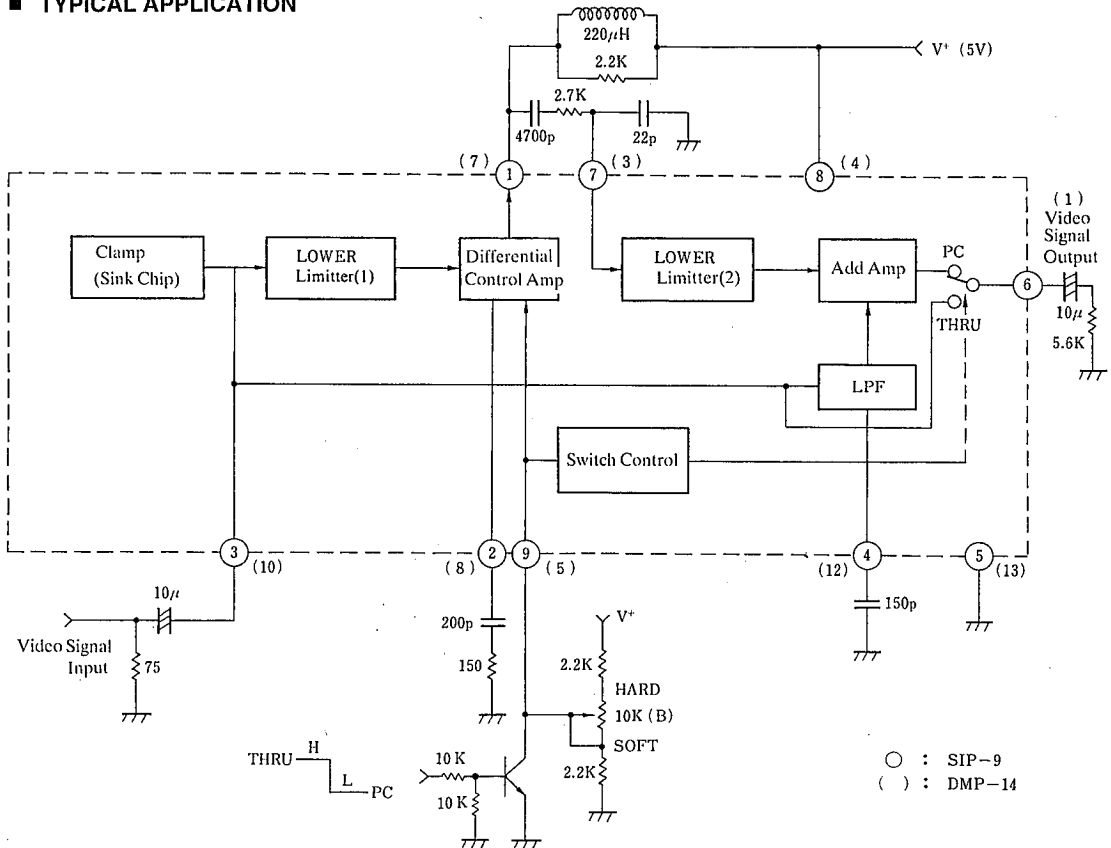 ■ TYPICAL APPLICATION
220μH
2.2K
V⁺ (5V)
2.7K
4700p
22p
(7)
1
7
(3)
8
(4)
(1)
Video
Signal
Output
Clamp
(Sink Chip)
LOWER
Limitter(1)
Differential
Control Amp
LOWER
Limitter(2)
Add Amp
PC
THRU
6
10μ
5.6K
LPF
Switch Control
3
(10)
(8)
2
9
(5)
(12)
4
5
(13)
10μ
Video Signal
Input
75
200p
150
V⁺
2.2K
HARD
10K (B)
SOFT
2.2K
150p
THRU
H
L
PC
10 K
10 K
○ : SIP-9
( ) : DMP-14